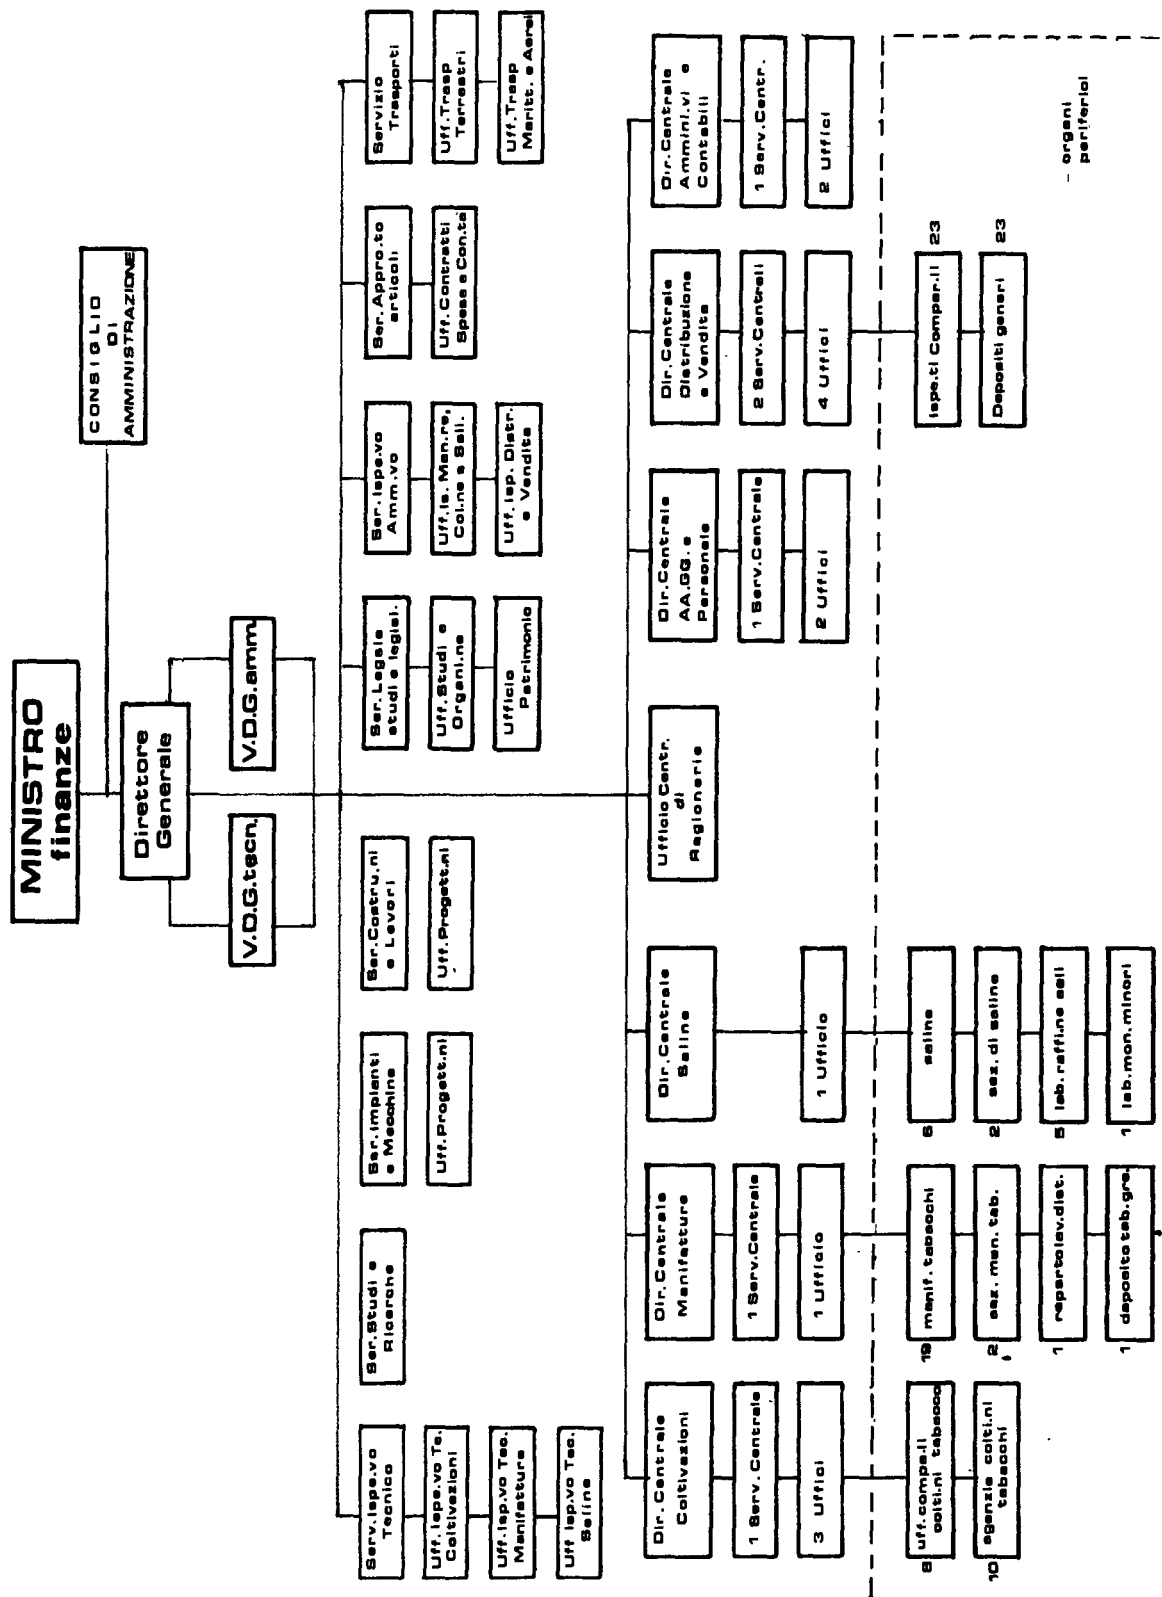 MINISTRO
finanze
CONSIGLIO
DI
AMMINISTRAZIONE
Direttore
Generale
V.D.G.tecn.
V.D.G.amm.
Serv.Ispe.vo
Tecnico
Uff.Ispe.vo Te.
Coltivazioni
Uff.Isp.vo Tec.
Manifatture
Uff Isp.vo Tec.
Saline
Ser.Studi e
Ricerche
Ser.Impianti
e Macchine
Uff.Progett.ni
Ser.Costru.ni
e Lavori
Uff.Progett.ni
Ser.Legale
studi e legisl.
Uff.Studi e
Organi.ne
Ufficio
Patrimonio
Ser.Ispe.vo
Amm.vo
Uff.Is. Man.re,
Col.ne e Sali.
Uff.Isp. Distr.
e Vendita
Ser.Appro.to
articoli
Uff.Contratti
Spese e Con.ta
Servizio
Trasporti
Uff.Trasp
Terrestri
Uff.Trasp
Maritt. e Aerei
Dir.Centrale
Coltivazioni
1 Serv.Centrale
3 Uffici
Dir.Centrale
Manifatture
1 Serv.Centrale
1 Ufficio
Dir.Centrale
Saline
1 Ufficio
Ufficio Centr.
di
Ragioneria
Dir.Centrale
AA.GG. e
Personale
1 Serv.Centrale
2 Uffici
Dir.Centrale
Distribuzione
e Vendita
2 Serv.Centrali
4 Uffici
Dir.Centrale
Ammini.vi e
Contabili
1 Serv.Centr.
2 Uffici
8 uff.compa.li
colti.ni tabacco
10 agenzie colti.ni
tabacchi
19 manif.tabacchi
2 sez. man. tab.
1 reparto lav.dist.
1 deposito tab.gre.
6 saline
2 sez. di saline
5 lab.raffi.ne sali
1 lab.mon.minori
Ispe.ti Compar.li 23
Depositi generi 23
- organi
periferici